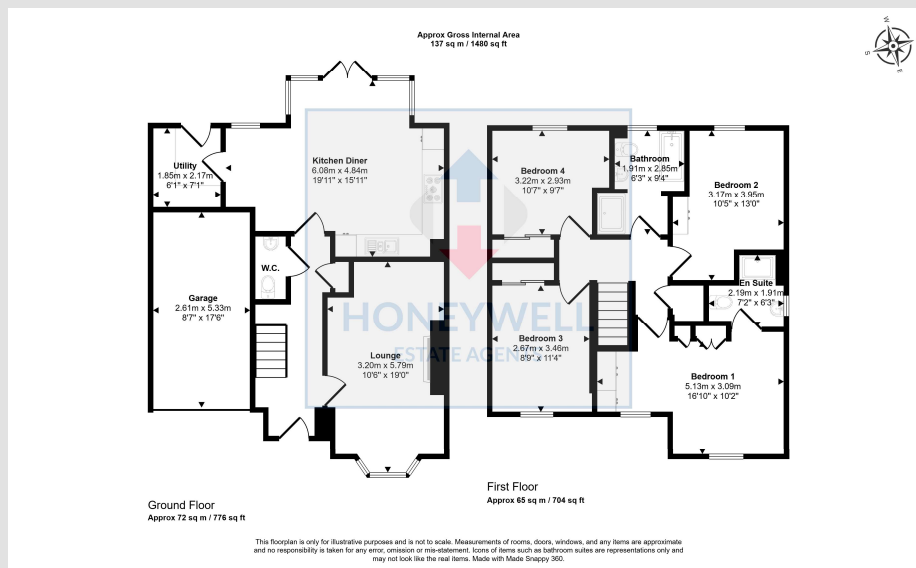 Approx Gross Internal Area
137 sq m / 1480 sq ft
W
S
E
Utility
1.85m x 2.17m
6'1" x 7'1"
Kitchen Diner
6.08m x 4.84m
19'11" x 15'11"
W.C.
Garage
2.61m x 5.33m
8'7" x 17'6"
Lounge
3.20m x 5.79m
10'6" x 19'0"
Bedroom 4
3.22m x 2.93m
10'7" x 9'7"
Bathroom
1.91m x 2.85m
6'3" x 9'4"
Bedroom 2
3.17m x 3.95m
10'5" x 13'0"
En Suite
2.19m x 1.91m
7'2" x 6'3"
Bedroom 3
2.67m x 3.46m
8'9" x 11'4"
Bedroom 1
5.13m x 3.09m
16'10" x 10'2"
HONEYWELL
ESTATE AGENTS
Ground Floor
Approx 72 sq m / 776 sq ft
First Floor
Approx 65 sq m / 704 sq ft
This floorplan is only for illustrative purposes and is not to scale. Measurements of rooms, doors, windows, and any items are approximate
and no responsibility is taken for any error, omission or mis-statement. Icons of items such as bathroom suites are representations only and
may not look like the real items. Made with Made Snappy 360.